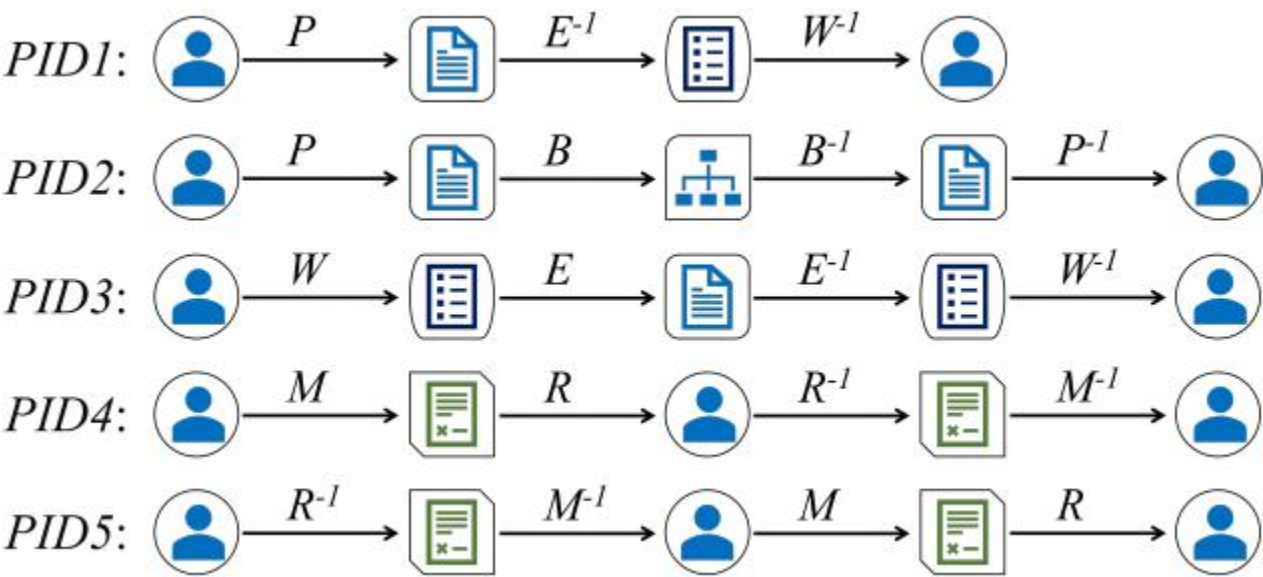 PID1: P E⁻¹ W⁻¹
PID2: P B B⁻¹ P⁻¹
PID3: W E E⁻¹ W⁻¹
PID4: M R R⁻¹ M⁻¹
PID5: R⁻¹ M⁻¹ M R